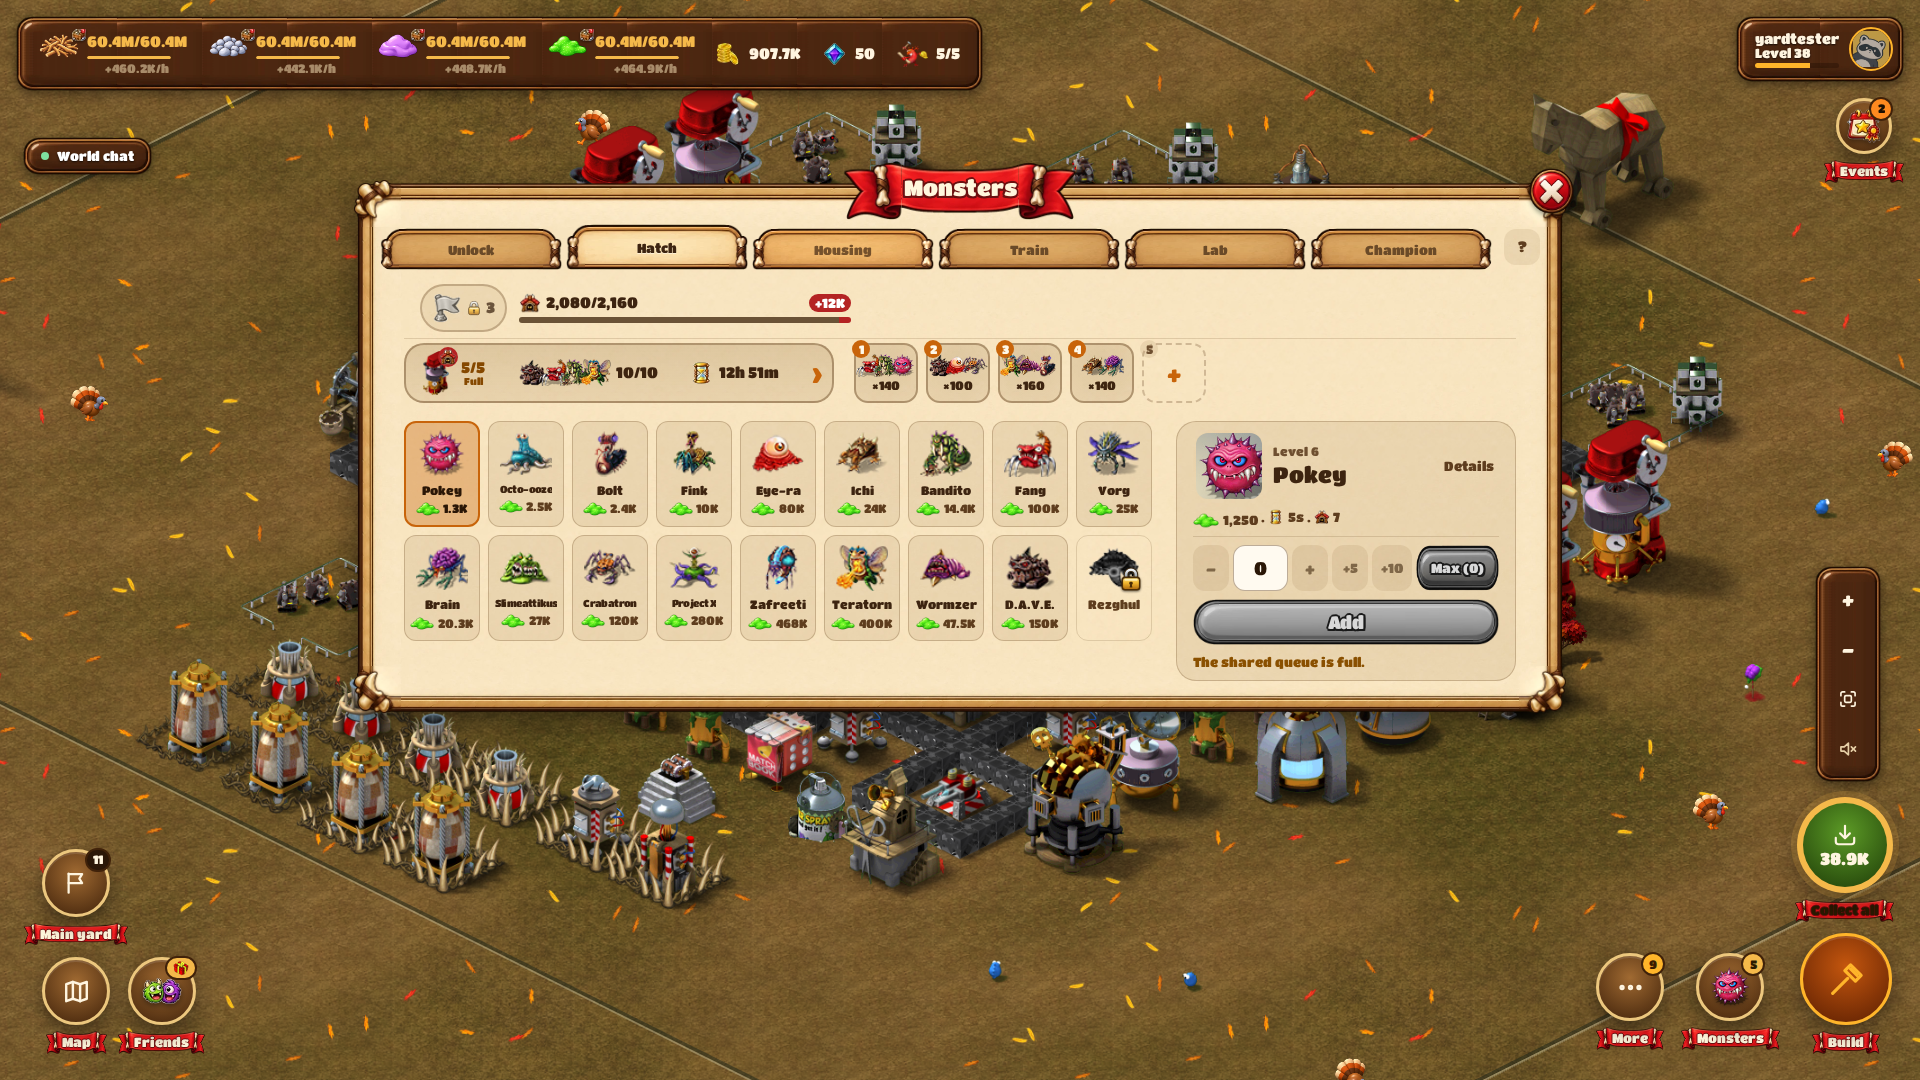 60.4M/60.4M
+460.2K/h
60.4M/60.4M
+442.1K/h
60.4M/60.4M
+448.7K/h
60.4M/60.4M
+464.9K/h
907.7K
50
5/5
yardtester
Level 38
2
Events
World chat
Monsters
Unlock
Hatch
Housing
Train
Lab
Champion
?
3
2,080/2,160
+12K
5/5
Full
10/10
12h 51m
1
×140
2
×100
3
×160
4
×140
5
+
Pokey
1.3K
Octo-ooze
2.5K
Bolt
2.4K
Fink
10K
Eye-ra
80K
Ichi
24K
Bandito
14.4K
Fang
100K
Vorg
25K
Brain
20.3K
Slimeattikus
27K
Crabatron
120K
Project X
280K
Zafreeti
468K
Teratorn
400K
Wormzer
47.5K
D.A.V.E.
150K
Rezghul
Level 6
Pokey
Details
1,250 · 5s · 7
-
0
+
+5
+10
Max (0)
Add
The shared queue is full.
+
-
38.9K
Collect all
11
Main yard
Map
Friends
9
More
5
Monsters
Build